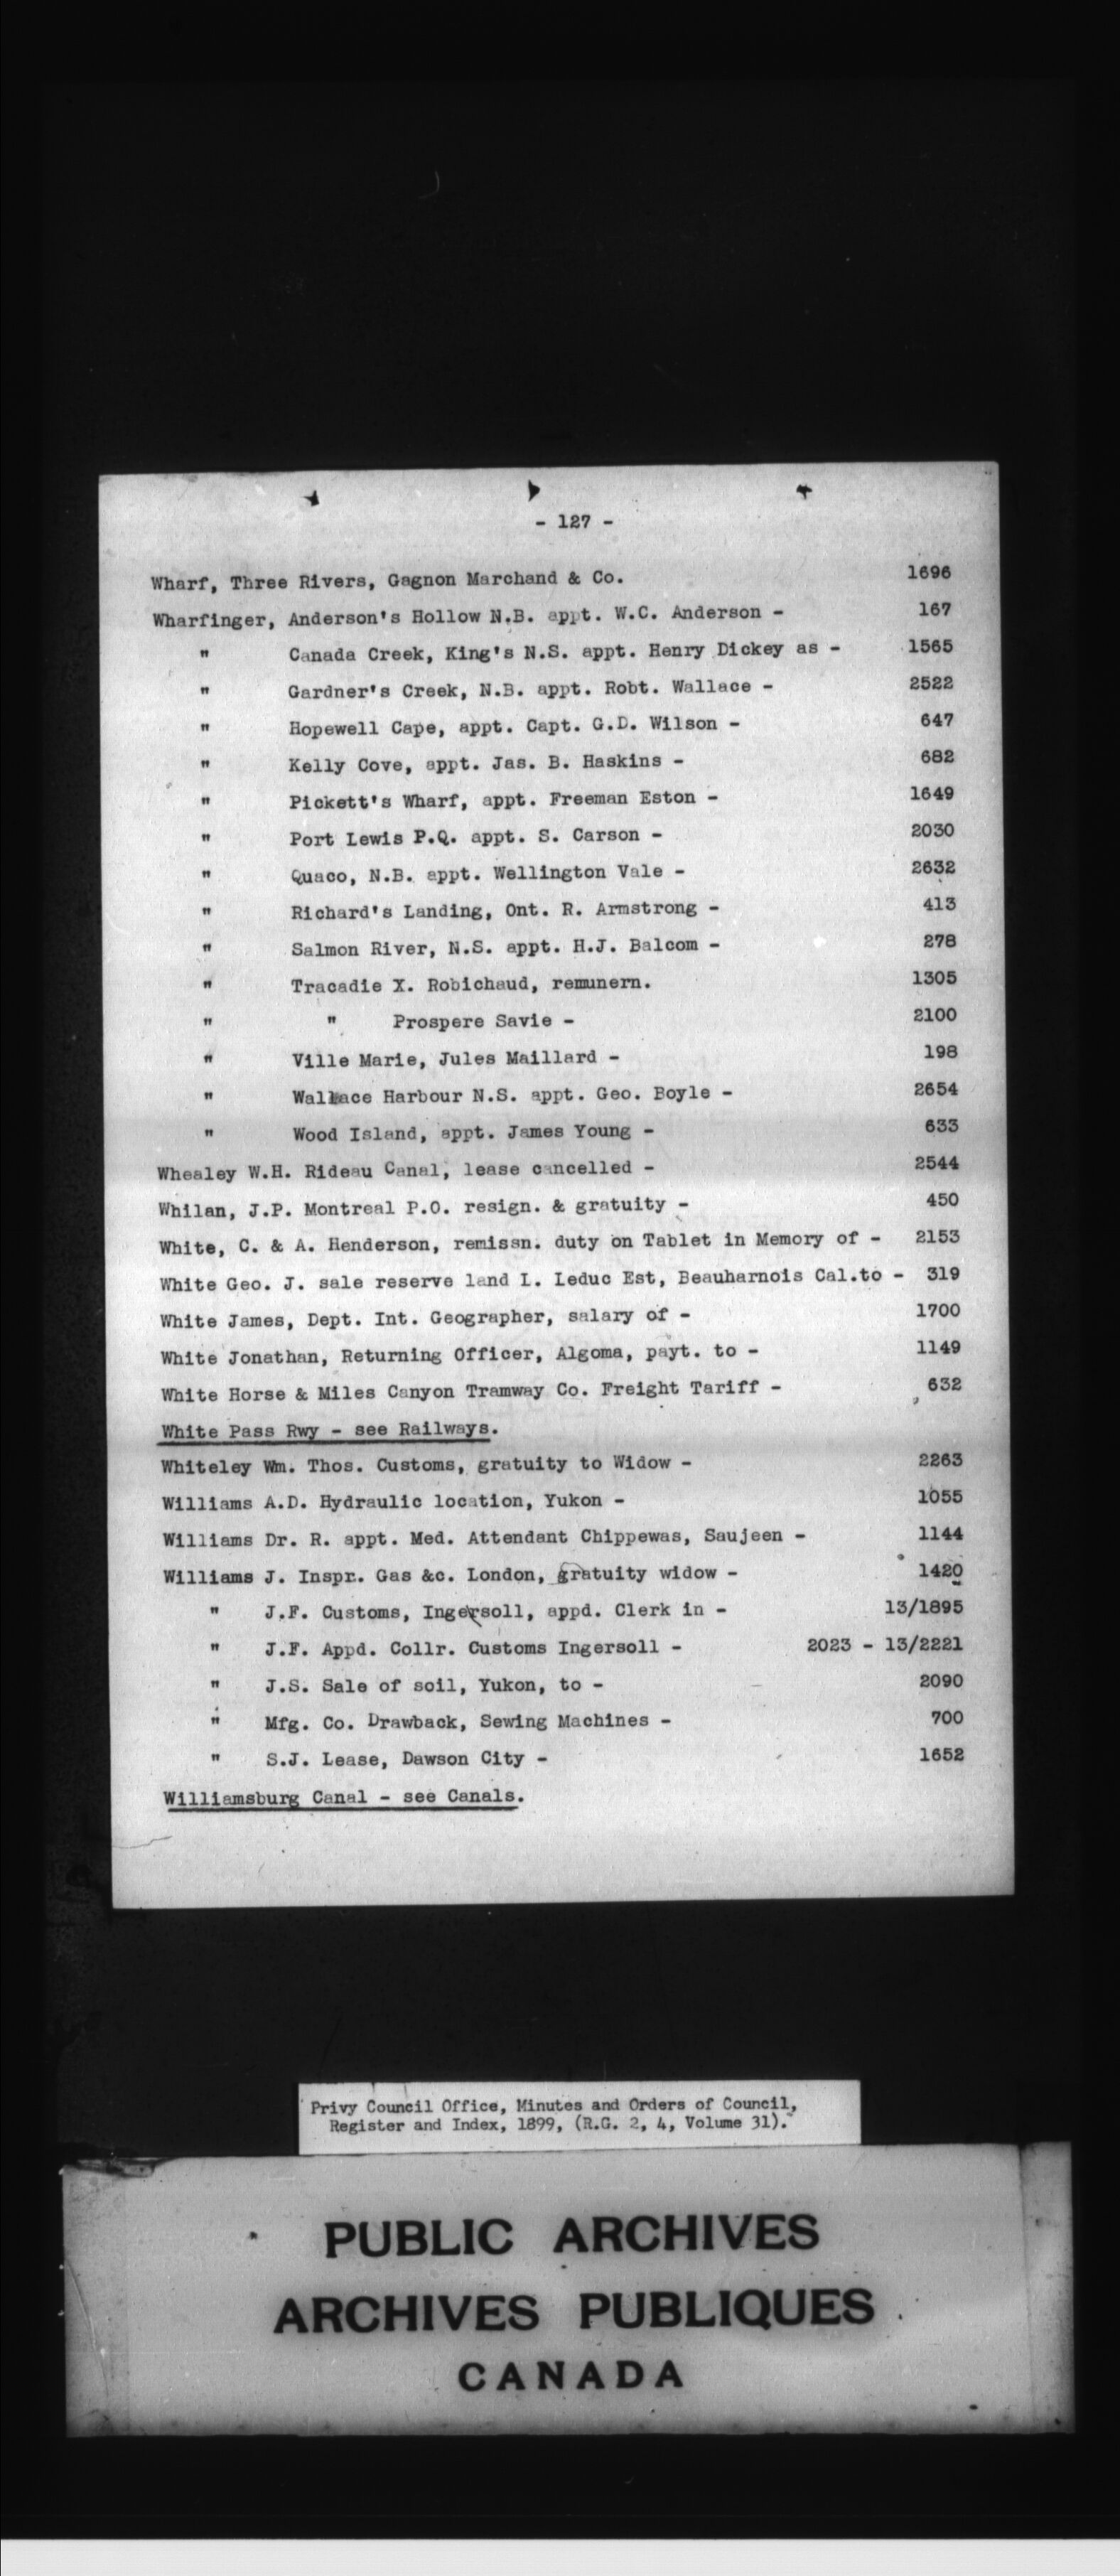 - 127 -
Wharf, Three Rivers, Gagnon Marchand & Co. 1696
Wharfinger, Anderson's Hollow N.B. appt. W.C. Anderson - 167
" Canada Creek, King's N.S. appt. Henry Dickey as - 1565
" Gardner's Creek, N.B. appt. Robt. Wallace - 2522
" Hopewell Cape, appt. Capt. G.D. Wilson - 647
" Kelly Cove, appt. Jas. B. Haskins - 682
" Pickett's Wharf, appt. Freeman Eston - 1649
" Port Lewis P.Q. appt. S. Carson - 2030
" Quaco, N.B. appt. Wellington Vale - 2632
" Richard's Landing, Ont. R. Armstrong - 413
" Salmon River, N.S. appt. H.J. Balcom - 278
" Tracadie X. Robichaud, remunern. 1305
" " Prospere Savie - 2100
" Ville Marie, Jules Maillard - 198
" Wallace Harbour N.S. appt. Geo. Boyle - 2654
" Wood Island, appt. James Young - 633
Whealey W.H. Rideau Canal, lease cancelled - 2544
Whilan, J.P. Montreal P.O. resign. & gratuity - 450
White, C. & A. Henderson, remissn. duty on Tablet in Memory of - 2153
White Geo. J. sale reserve land L. Leduc Est, Beauharnois Cal.to - 319
White James, Dept. Int. Geographer, salary of - 1700
White Jonathan, Returning Officer, Algoma, payt. to - 1149
White Horse & Miles Canyon Tramway Co. Freight Tariff - 632
White Pass Rwy - see Railways.
Whiteley Wm. Thos. Customs, gratuity to Widow - 2263
Williams A.D. Hydraulic location, Yukon - 1055
Williams Dr. R. appt. Med. Attendant Chippewas, Saujeen - 1144
Williams J. Inspr. Gas &c. London, gratuity widow - 1420
" J.F. Customs, Ingersoll, appd. Clerk in - 13/1895
" J.F. Appd. Collr. Customs Ingersoll - 2023 - 13/2221
" J.S. Sale of soil, Yukon, to - 2090
" Mfg. Co. Drawback, Sewing Machines - 700
" S.J. Lease, Dawson City - 1652
Williamsburg Canal - see Canals.
Privy Council Office, Minutes and Orders of Council,
Register and Index, 1899, (R.G. 2, 4, Volume 31).
PUBLIC ARCHIVES
ARCHIVES PUBLIQUES
CANADA